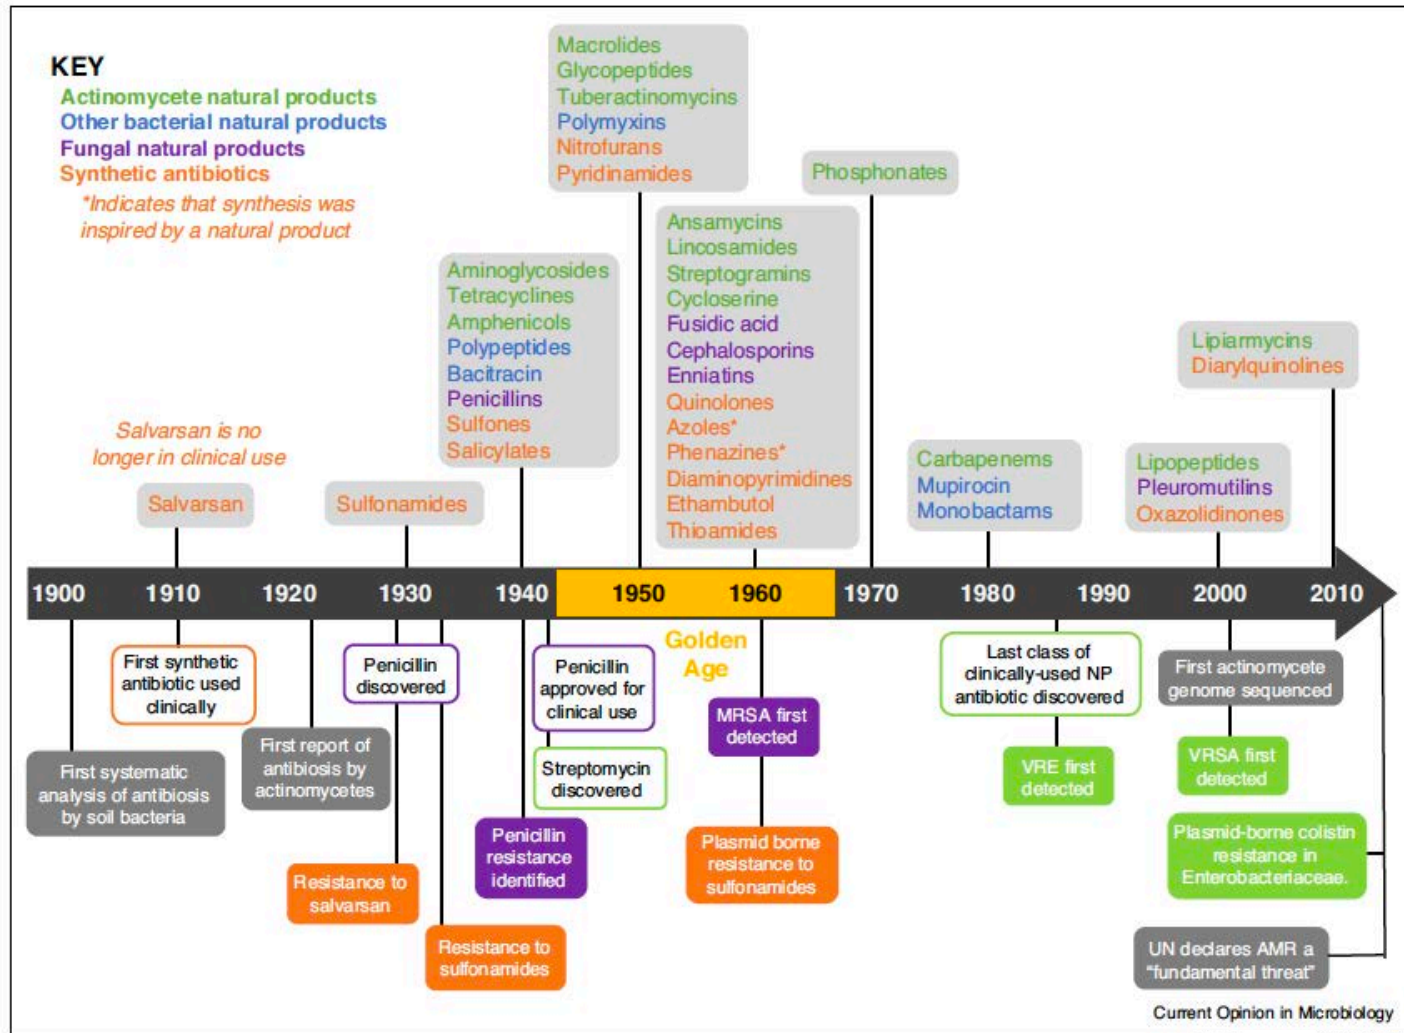 KEY
Actinomycete natural products
Other bacterial natural products
Fungal natural products
Synthetic antibiotics
*Indicates that synthesis was
inspired by a natural product
Salvarsan is no
longer in clinical use
Salvarsan
Sulfonamides
Aminoglycosides
Tetracyclines
Amphenicols
Polypeptides
Bacitracin
Penicillins
Sulfones
Salicylates
Macrolides
Glycopeptides
Tuberactinomycins
Polymyxins
Nitrofurans
Pyridinamides
Ansamycins
Lincosamides
Streptogramins
Cycloserine
Fusidic acid
Cephalosporins
Enniatins
Quinolones
Azoles*
Phenazines*
Diaminopyrimidines
Ethambutol
Thioamides
Phosphonates
Carbapenems
Mupirocin
Monobactams
Lipopeptides
Pleuromutilins
Oxazolidinones
Lipiarmycins
Diarylquinolines
1900 1910 1920 1930 1940 1950 1960 1970 1980 1990 2000 2010
Golden
Age
First systematic
analysis of antibiosis
by soil bacteria
First synthetic
antibiotic used
clinically
First report of
antibiosis by
actinomycetes
Penicillin
discovered
Resistance to
salvarsan
Resistance to
sulfonamides
Penicillin
resistance
identified
Penicillin
approved for
clinical use
Streptomycin
discovered
MRSA first
detected
Plasmid borne
resistance to
sulfonamides
Last class of
clinically-used NP
antibiotic discovered
VRE first
detected
First actinomycete
genome sequenced
VRSA first
detected
Plasmid-borne colistin
resistance in
Enterobacteriaceae.
UN declares AMR a
“fundamental threat”
Current Opinion in Microbiology